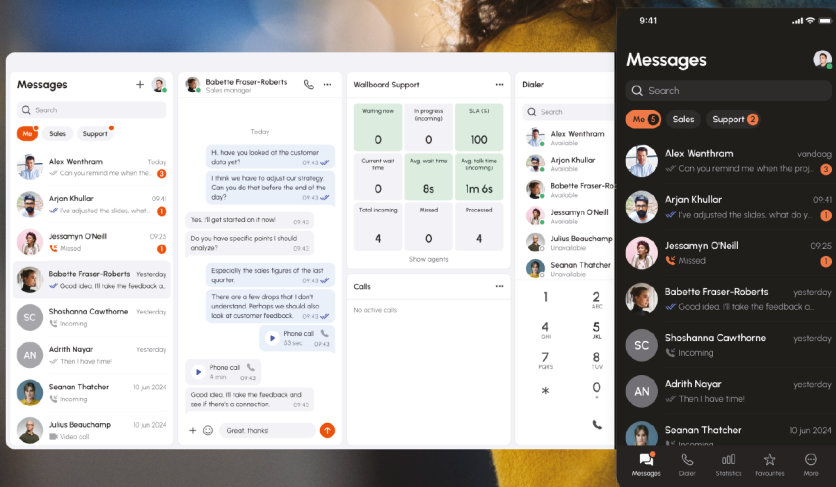 Messages
Search
Me
Sales
Support
Alex Wenthram
Today
Can you remind me when the...
3
Arjon Khullar
09:41
I've adjusted the slides, what...
1
Jessamyn O'Neill
09:25
Missed
1
Babette Fraser-Roberts
Yesterday
Good idea. I'll take the feedback a...
SC
Shoshanna Cawthorne
Yesterday
Incoming
AN
Adrith Nayar
Yesterday
Then I have time!
Seanan Thatcher
10 jun 2024
Incoming
Julius Beauchamp
10 jun 2024
Video call
Babette Fraser-Roberts
Sales manager
Today
Hi, have you looked at the customer
data yet?
09:43
I think we have to adjust our strategy.
Can you do that before the end of the
day?
09:43
Yes. I'll get started on it now!
09:43
Do you have specific points I should
analyze?
09:43
Especially the sales figures of the last
quarter.
09:43
There are a few drops that I don't
understand. Perhaps we should also
look at customer feedback.
09:43
Phone call
53 sec
09:43
Phone call
4 min
09:43
Good idea. I'll take the feedback and
see if there's a connection.
09:43
Great, thanks!
Wallboard Support
Waiting now
0
In progress
(incoming)
0
SLA (%)
100
Current wait
time
0
Avg. wait time
8s
Avg. talk time
(incoming)
1m 6s
Total incoming
4
Missed
0
Processed
4
Show agents
Calls
No active calls
Dialer
Search
Alex Wenthram
Available
Arjon Khullar
Available
Babette Fraser-Ro
Available
Jessamyn O'Neill
Available
Julius Beauchamp
Unavailable
Seanan Thatcher
Unavailable
1
2
ABC
4
GHI
5
JKL
7
PQRS
8
TUV
*
0
+
9:41
Messages
Search
Me 5
Sales
Support 2
Alex Wenthram
vandaag
Can you remind me when the proj...
3
Arjon Khullar
09:41
I've adjusted the slides, what do y...
1
Jessamyn O'Neill
09:25
Missed
1
Babette Fraser-Roberts
yesterday
Good idea, I'll take the feedback a...
SC
Shoshanna Cawthorne
yesterday
Incoming
AN
Adrith Nayar
yesterday
Then I have time!
Seanan Thatcher
10 jun 2024
Incoming
Messages
Dialer
Statistics
Favourites
More